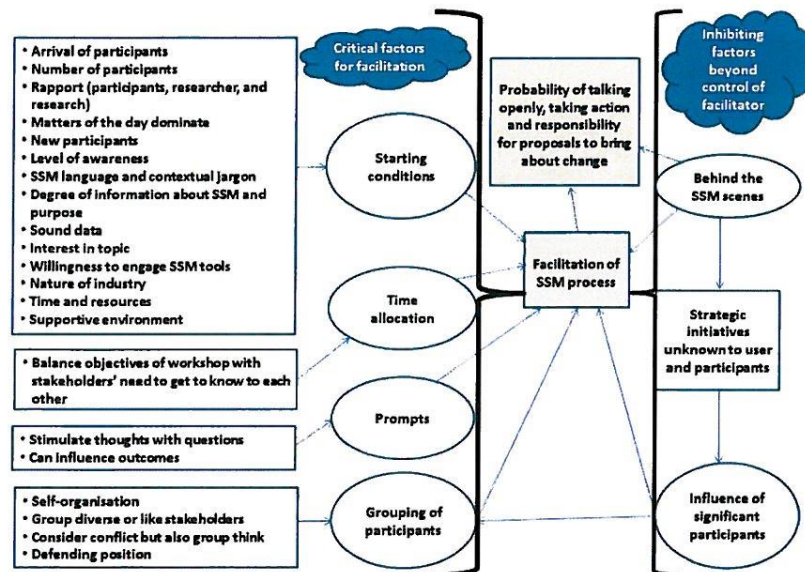 • Arrival of participants
• Number of participants
• Rapport (participants, researcher, and
research)
• Matters of the day dominate
• New participants
• Level of awareness
• SSM language and contextual jargon
• Degree of information about SSM and
purpose
• Sound data
• Interest in topic
• Willingness to engage SSM tools
• Nature of industry
• Time and resources
• Supportive environment
• Balance objectives of workshop with
stakeholders' need to get to know to each
other
• Stimulate thoughts with questions
• Can influence outcomes
• Self-organisation
• Group diverse or like stakeholders
• Consider conflict but also group think
• Defending position
Critical factors
for facilitation
Starting
conditions
Time
allocation
Prompts
Grouping of
participants
Probability of talking
openly, taking action
and responsibility
for proposals to bring
about change
Facilitation of
SSM process
Inhibiting
factors
beyond
control of
facilitator
Behind the
SSM scenes
Strategic
initiatives
unknown to user
and participants
Influence of
significant
participants